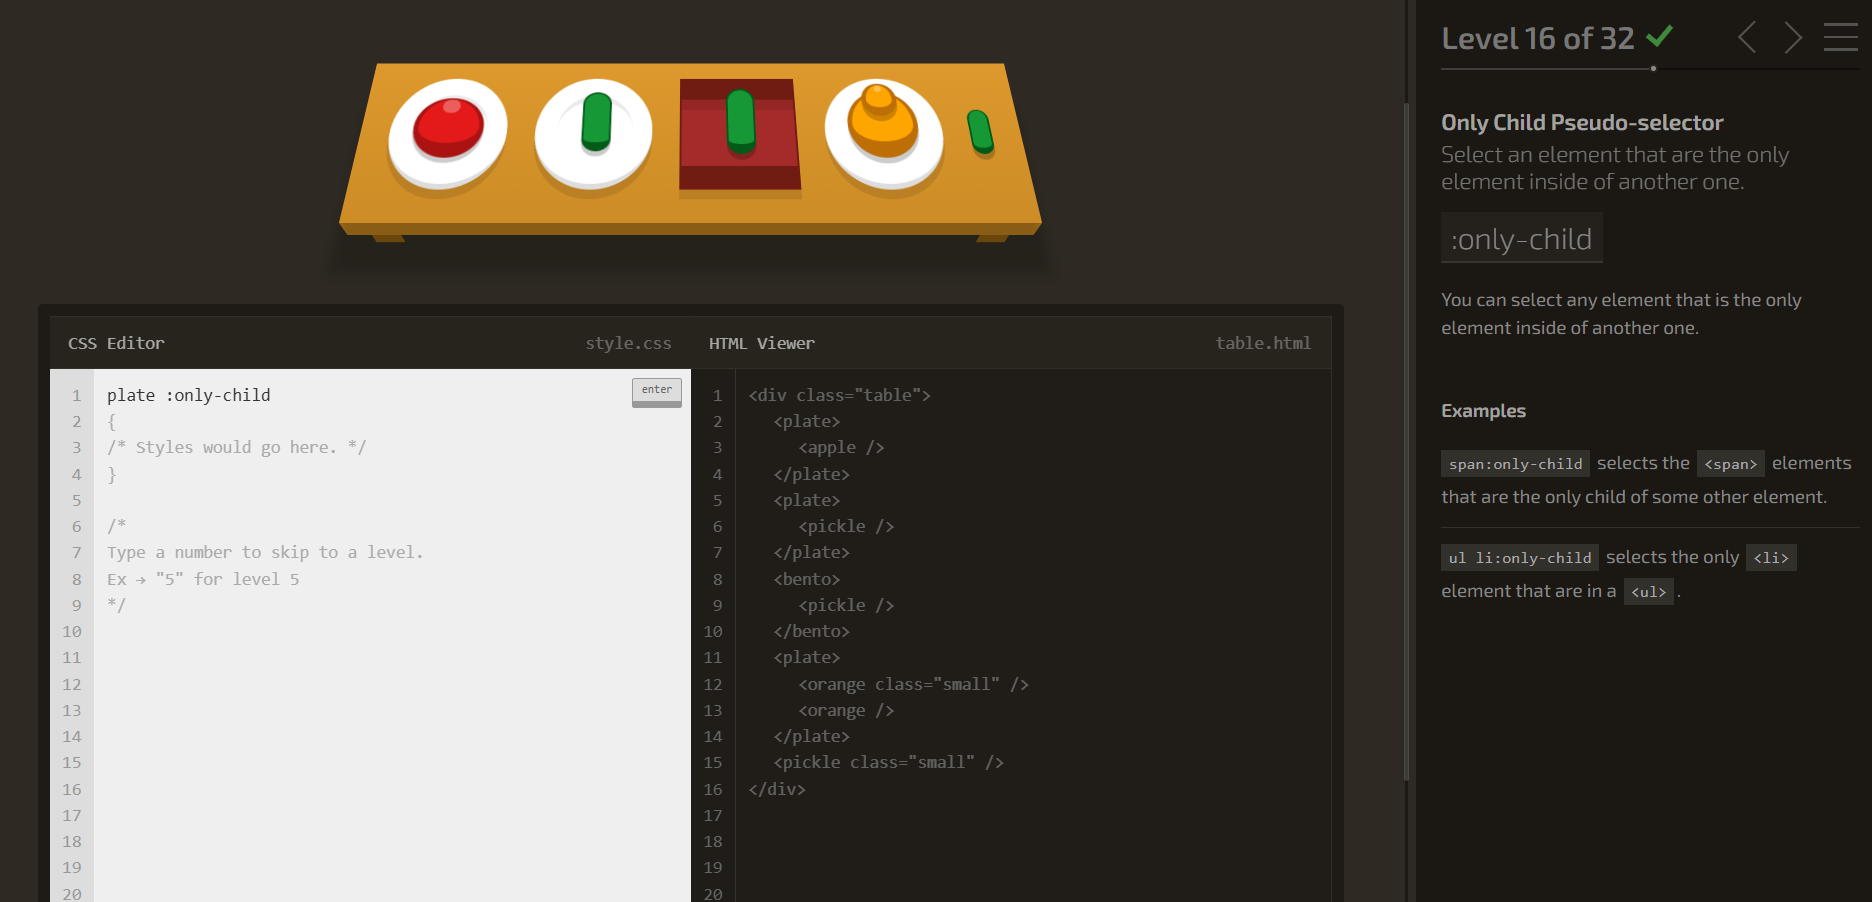 Level 16 of 32
Only Child Pseudo-selector
Select an element that are the only
element inside of another one.
:only-child
You can select any element that is the only
element inside of another one.
Examples
span:only-child selects the <span> elements
that are the only child of some other element.
ul li:only-child selects the only <li>
element that are in a <ul> .
CSS Editor style.css
1 plate :only-child
enter
2 {
3 /* Styles would go here. */
4 }
5
6 /*
7 Type a number to skip to a level.
8 Ex → "5" for level 5
9 */
10
11
12
13
14
15
16
17
18
19
20
HTML Viewer table.html
1 <div class="table">
2 <plate>
3 <apple />
4 </plate>
5 <plate>
6 <pickle />
7 </plate>
8 <bento>
9 <pickle />
10 </bento>
11 <plate>
12 <orange class="small" />
13 <orange />
14 </plate>
15 <pickle class="small" />
16 </div>
17
18
19
20